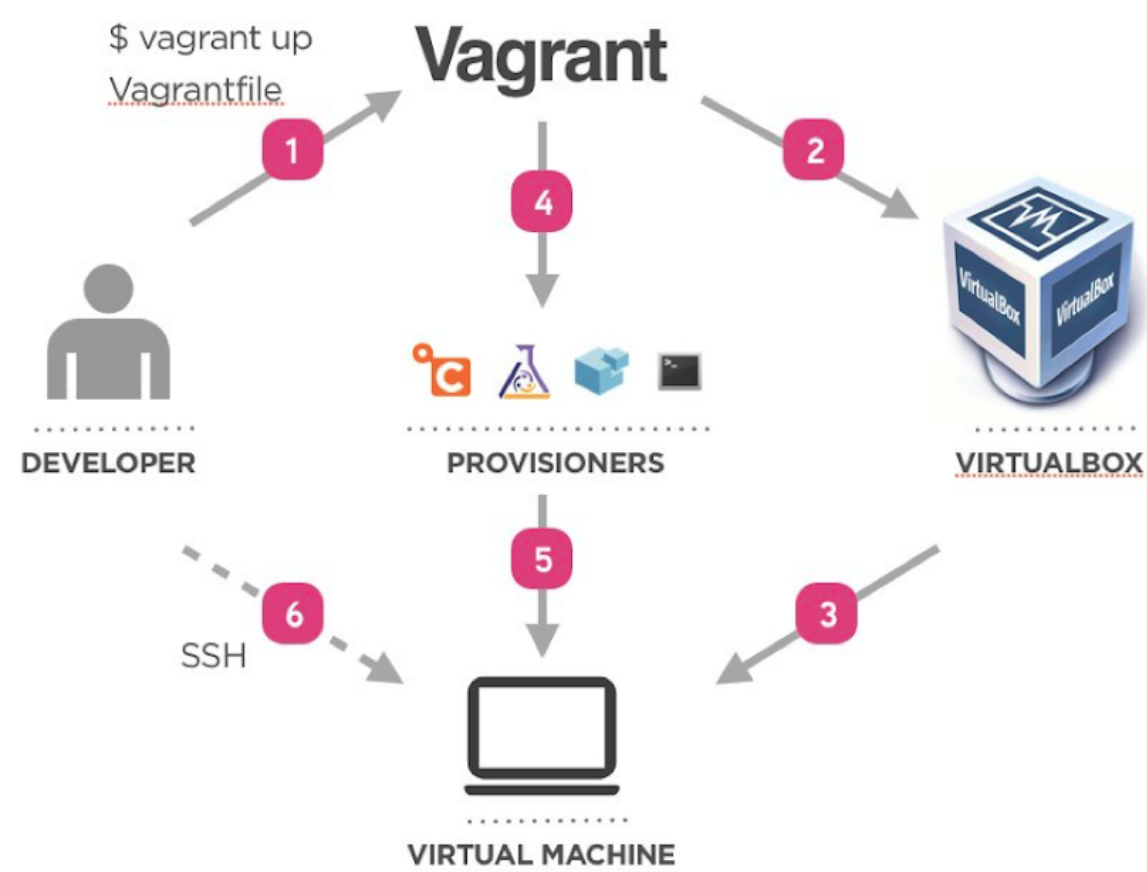 $ vagrant up
Vagrantfile
Vagrant
1
2
4
VirtualBox
VirtualBox
C
>_
DEVELOPER
PROVISIONERS
VIRTUALBOX
5
6
3
SSH
VIRTUAL MACHINE